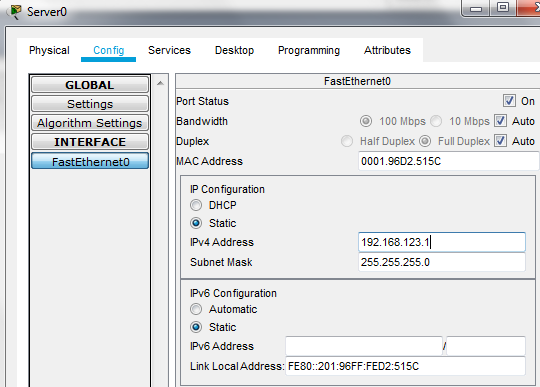 Server0
Physical Config Services Desktop Programming Attributes
GLOBAL
Settings
Algorithm Settings
INTERFACE
FastEthernet0
FastEthernet0
Port Status On
Bandwidth 100 Mbps 10 Mbps Auto
Duplex Half Duplex Full Duplex Auto
MAC Address 0001.96D2.515C
IP Configuration
DHCP
Static
IPv4 Address 192.168.123.1
Subnet Mask 255.255.255.0
IPv6 Configuration
Automatic
Static
IPv6 Address /
Link Local Address: FE80::201:96FF:FED2:515C